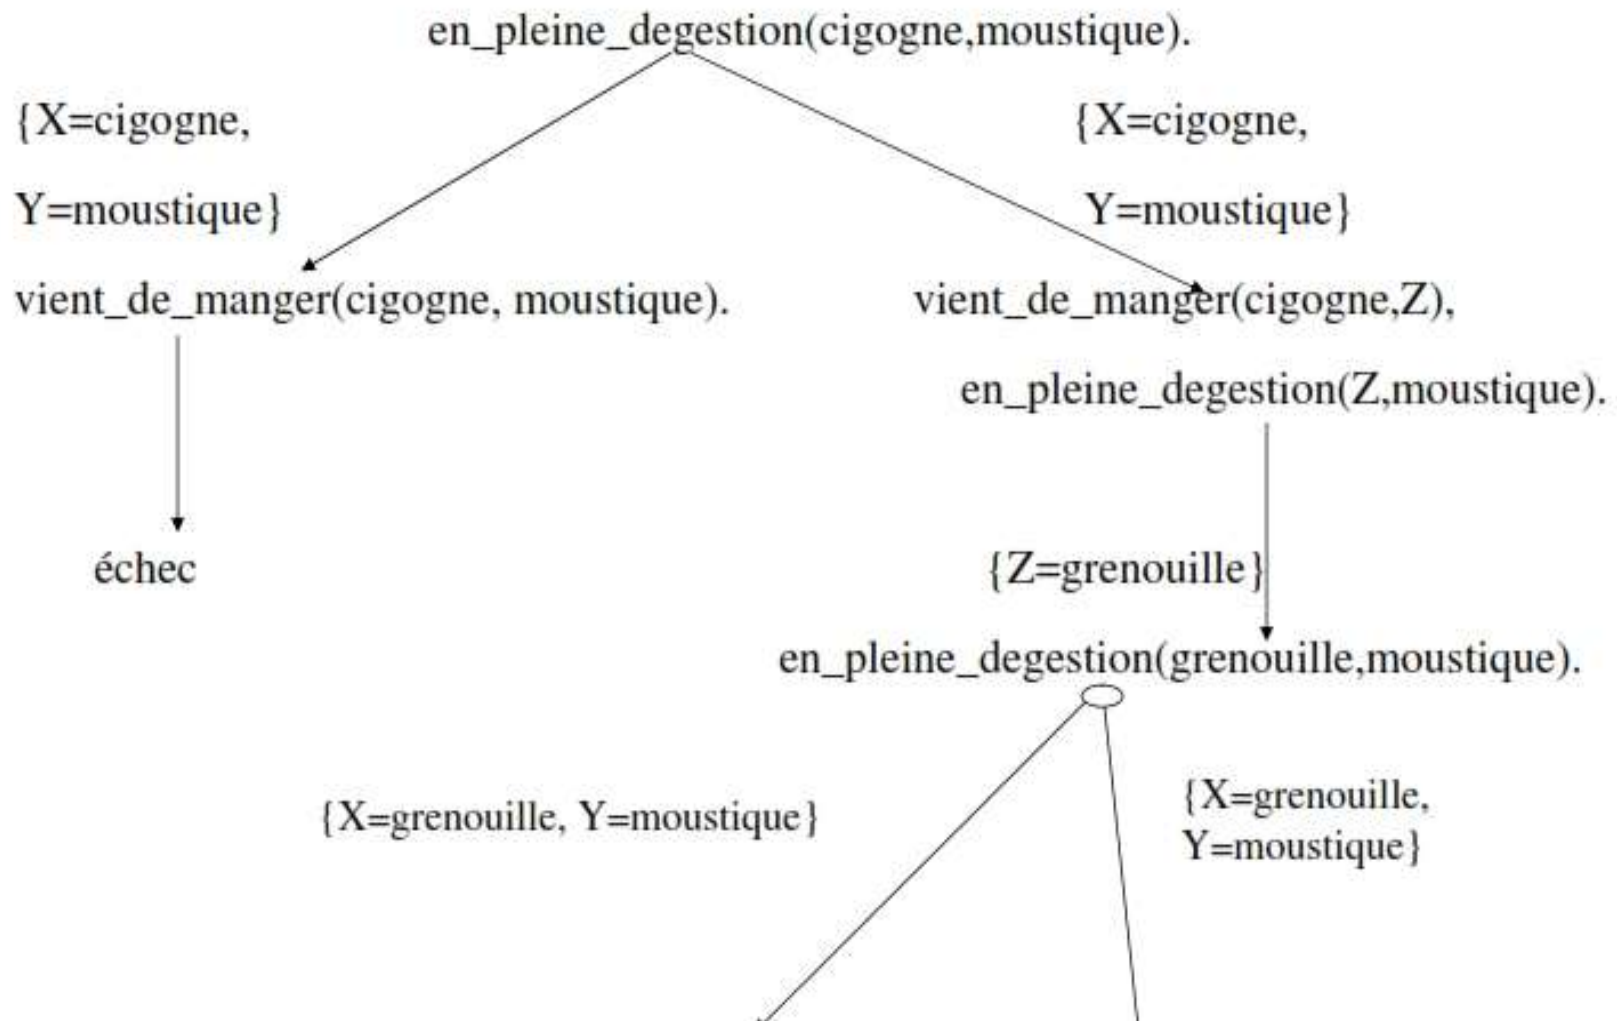 en_pleine_degestion(cigogne,moustique).
{X=cigogne,
Y=moustique}
{X=cigogne,
Y=moustique}
vient_de_manger(cigogne, moustique).
vient_de_manger(cigogne,Z),
en_pleine_degestion(Z,moustique).
échec
{Z=grenouille}
en_pleine_degestion(grenouille,moustique).
{X=grenouille, Y=moustique}
{X=grenouille,
Y=moustique}